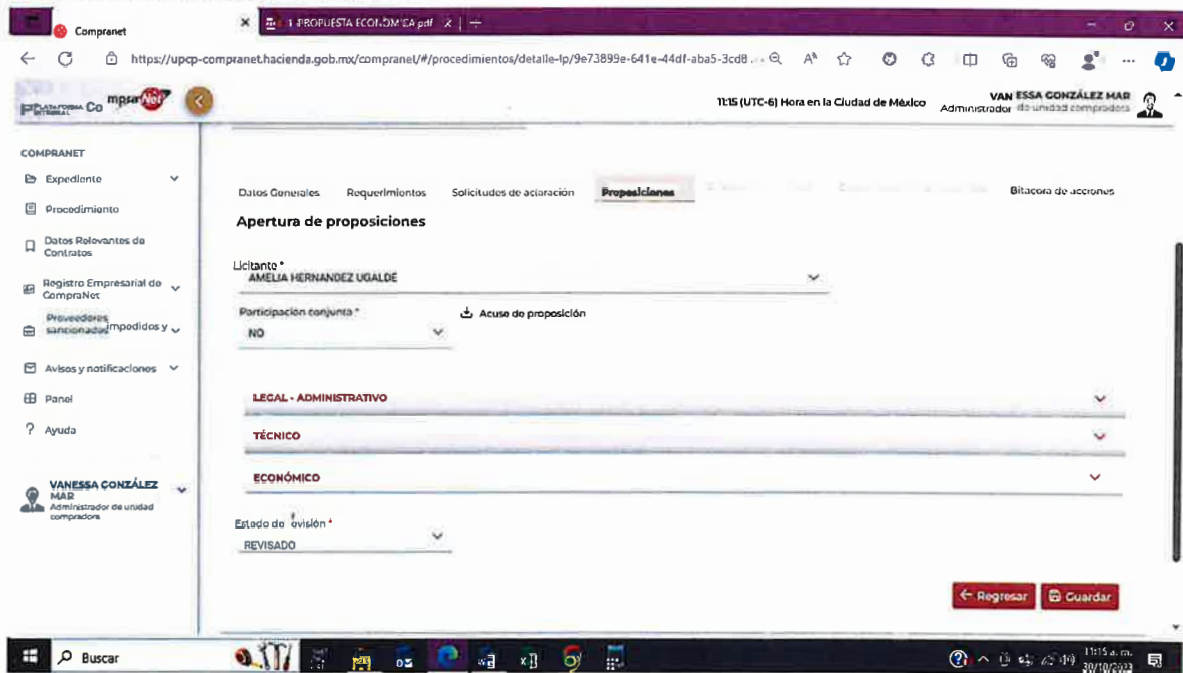 Compranet
1-PROPUESTA ECONÓMICA.pdf
https://upcp-compranet.hacienda.gob.mx/compranet/#/procedimientos/detalle-lp/9e73899e-641e-44df-aba5-3cd8...
PLATAFORMA INTEGRAL CompraNet
11:15 (UTC-6) Hora en la Ciudad de México
VANESSA GONZÁLEZ MAR
Administrador de unidad compradora
COMPRANET
Expediente
Procedimiento
Datos Relevantes de Contratos
Registro Empresarial de CompraNet
Proveedores impedidos y sancionados
Avisos y notificaciones
Panel
Ayuda
VANESSA GONZÁLEZ MAR
Administrador de unidad compradora
Datos Generales Requerimientos Solicitudes de aclaración Proposiciones Bitácora de acciones
Apertura de proposiciones
Licitante *
AMELIA HERNANDEZ UGALDE
Participación conjunta *
NO
Acuse de proposición
LEGAL - ADMINISTRATIVO
TÉCNICO
ECONÓMICO
Estado de revisión *
REVISADO
Regresar
Guardar
Buscar
11:15 a. m.
30/10/2023